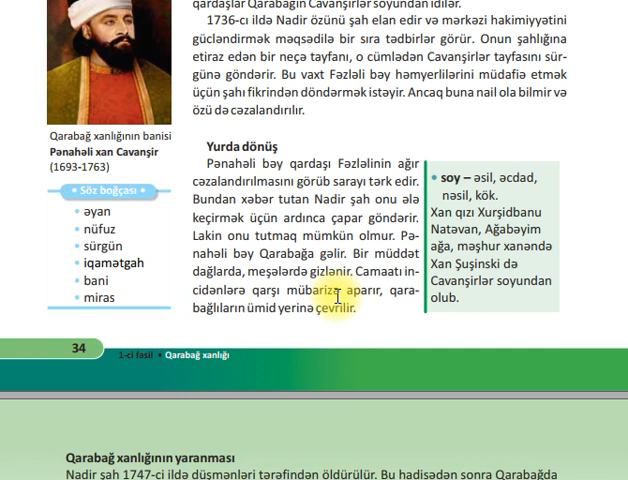 qardaşlar Qarabağın Cavanşirlər soyundan idilər.
1736-cı ildə Nadir özünü şah elan edir və mərkəzi hakimiyyətini
gücləndirmək məqsədilə bir sıra tədbirlər görür. Onun şahlığına
etiraz edən bir neçə tayfanı, o cümlədən Cavanşirlər tayfasını sür-
günə göndərir. Bu vaxt Fəzləli bəy həmyerlilərini müdafiə etmək
üçün şahı fikrindən döndərmək istəyir. Ancaq buna nail ola bilmir və
özü də cəzalandırılır.
Qarabağ xanlığının banisi
Pənahəli xan Cavanşir
(1693-1763)
• Söz boğçası •
• əyan
• nüfuz
• sürgün
• iqamətgah
• bani
• miras
Yurda dönüş
Pənahəli bəy qardaşı Fəzləlinin ağır
cəzalandırılmasını görüb sarayı tərk edir.
Bundan xəbər tutan Nadir şah onu ələ
keçirmək üçün ardınca çapar göndərir.
Lakin onu tutmaq mümkün olmur. Pə-
nahəli bəy Qarabağa gəlir. Bir müddət
dağlarda, meşələrdə gizlənir. Camaatı in-
cidənlərə qarşı mübarizə aparır, qara-
bağlıların ümid yerinə çevrilir.
• soy – əsil, əcdad,
nəsil, kök.
Xan qızı Xurşidbanu
Natəvan, Ağabəyim
ağa, məşhur xanəndə
Xan Şuşinski də
Cavanşirlər soyundan
olub.
34
1-ci fəsil • Qarabağ xanlığı
Qarabağ xanlığının yaranması
Nadir şah 1747-ci ildə düşmənləri tərəfindən öldürülür. Bu hadisədən sonra Qarabağda